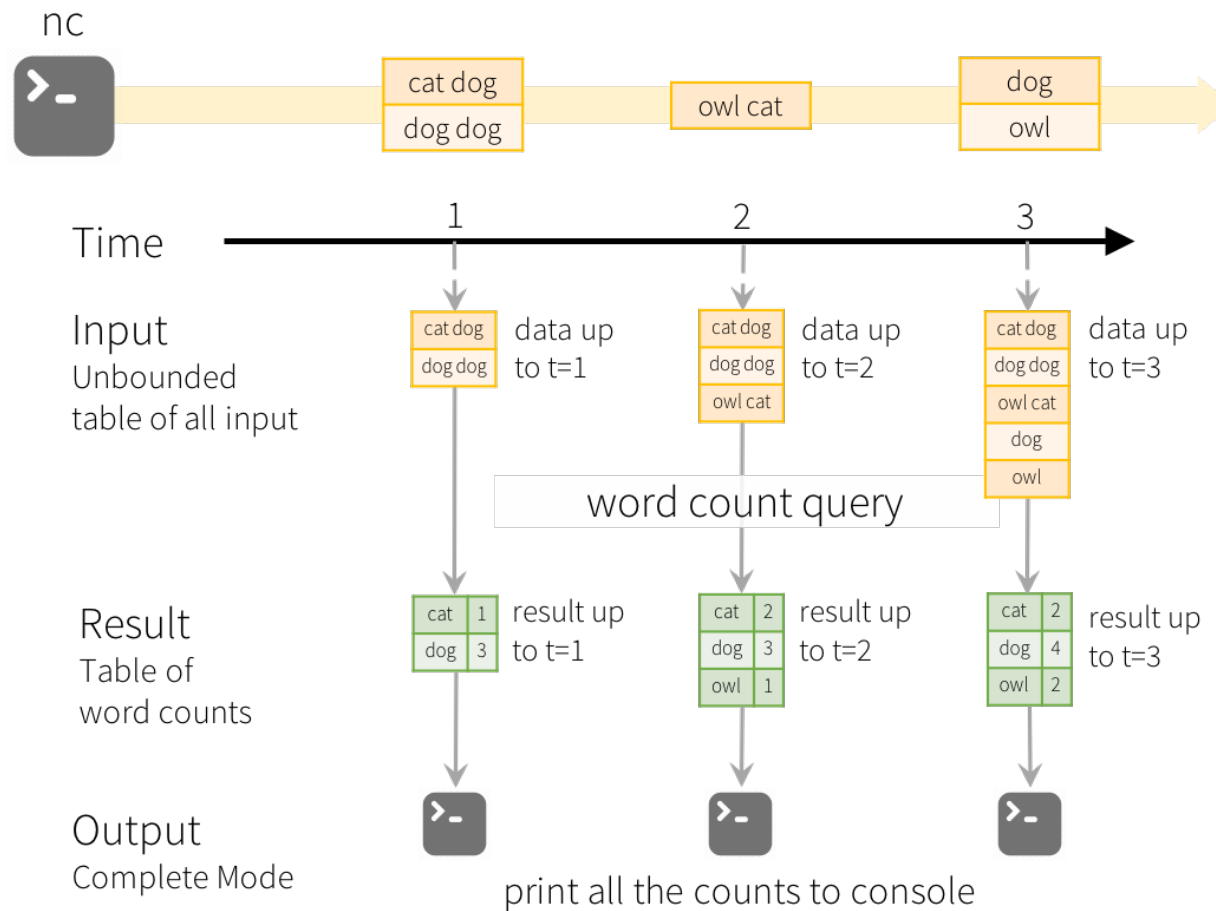 nc
cat dog
dog dog
owl cat
dog
owl
Time
1
2
3
Input
Unbounded
table of all input
cat dog
dog dog
data up
to t=1
cat dog
dog dog
owl cat
data up
to t=2
cat dog
dog dog
owl cat
dog
owl
data up
to t=3
word count query
Result
Table of
word counts
cat 1
dog 3
result up
to t=1
cat 2
dog 3
owl 1
result up
to t=2
cat 2
dog 4
owl 2
result up
to t=3
Output
Complete Mode
print all the counts to console